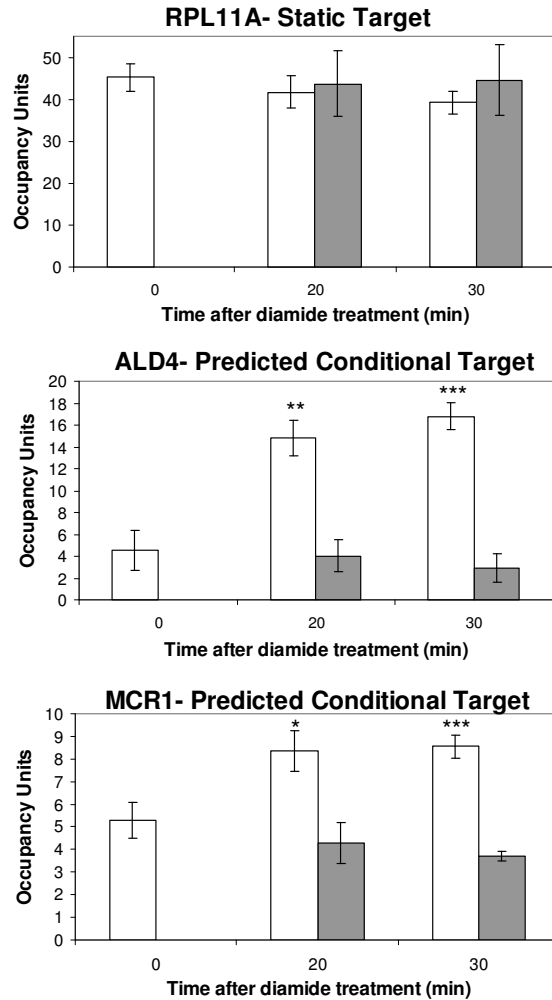 RPL11A- Static Target
Occupancy Units
50
40
30
20
10
0
0 20 30
Time after diamide treatment (min)
ALD4- Predicted Conditional Target
Occupancy Units
20
18
16
14
12
10
8
6
4
2
0
** ***
0 20 30
Time after diamide treatment (min)
MCR1- Predicted Conditional Target
Occupancy Units
10
9
8
7
6
5
4
3
2
1
0
* ***
0 20 30
Time after diamide treatment (min)